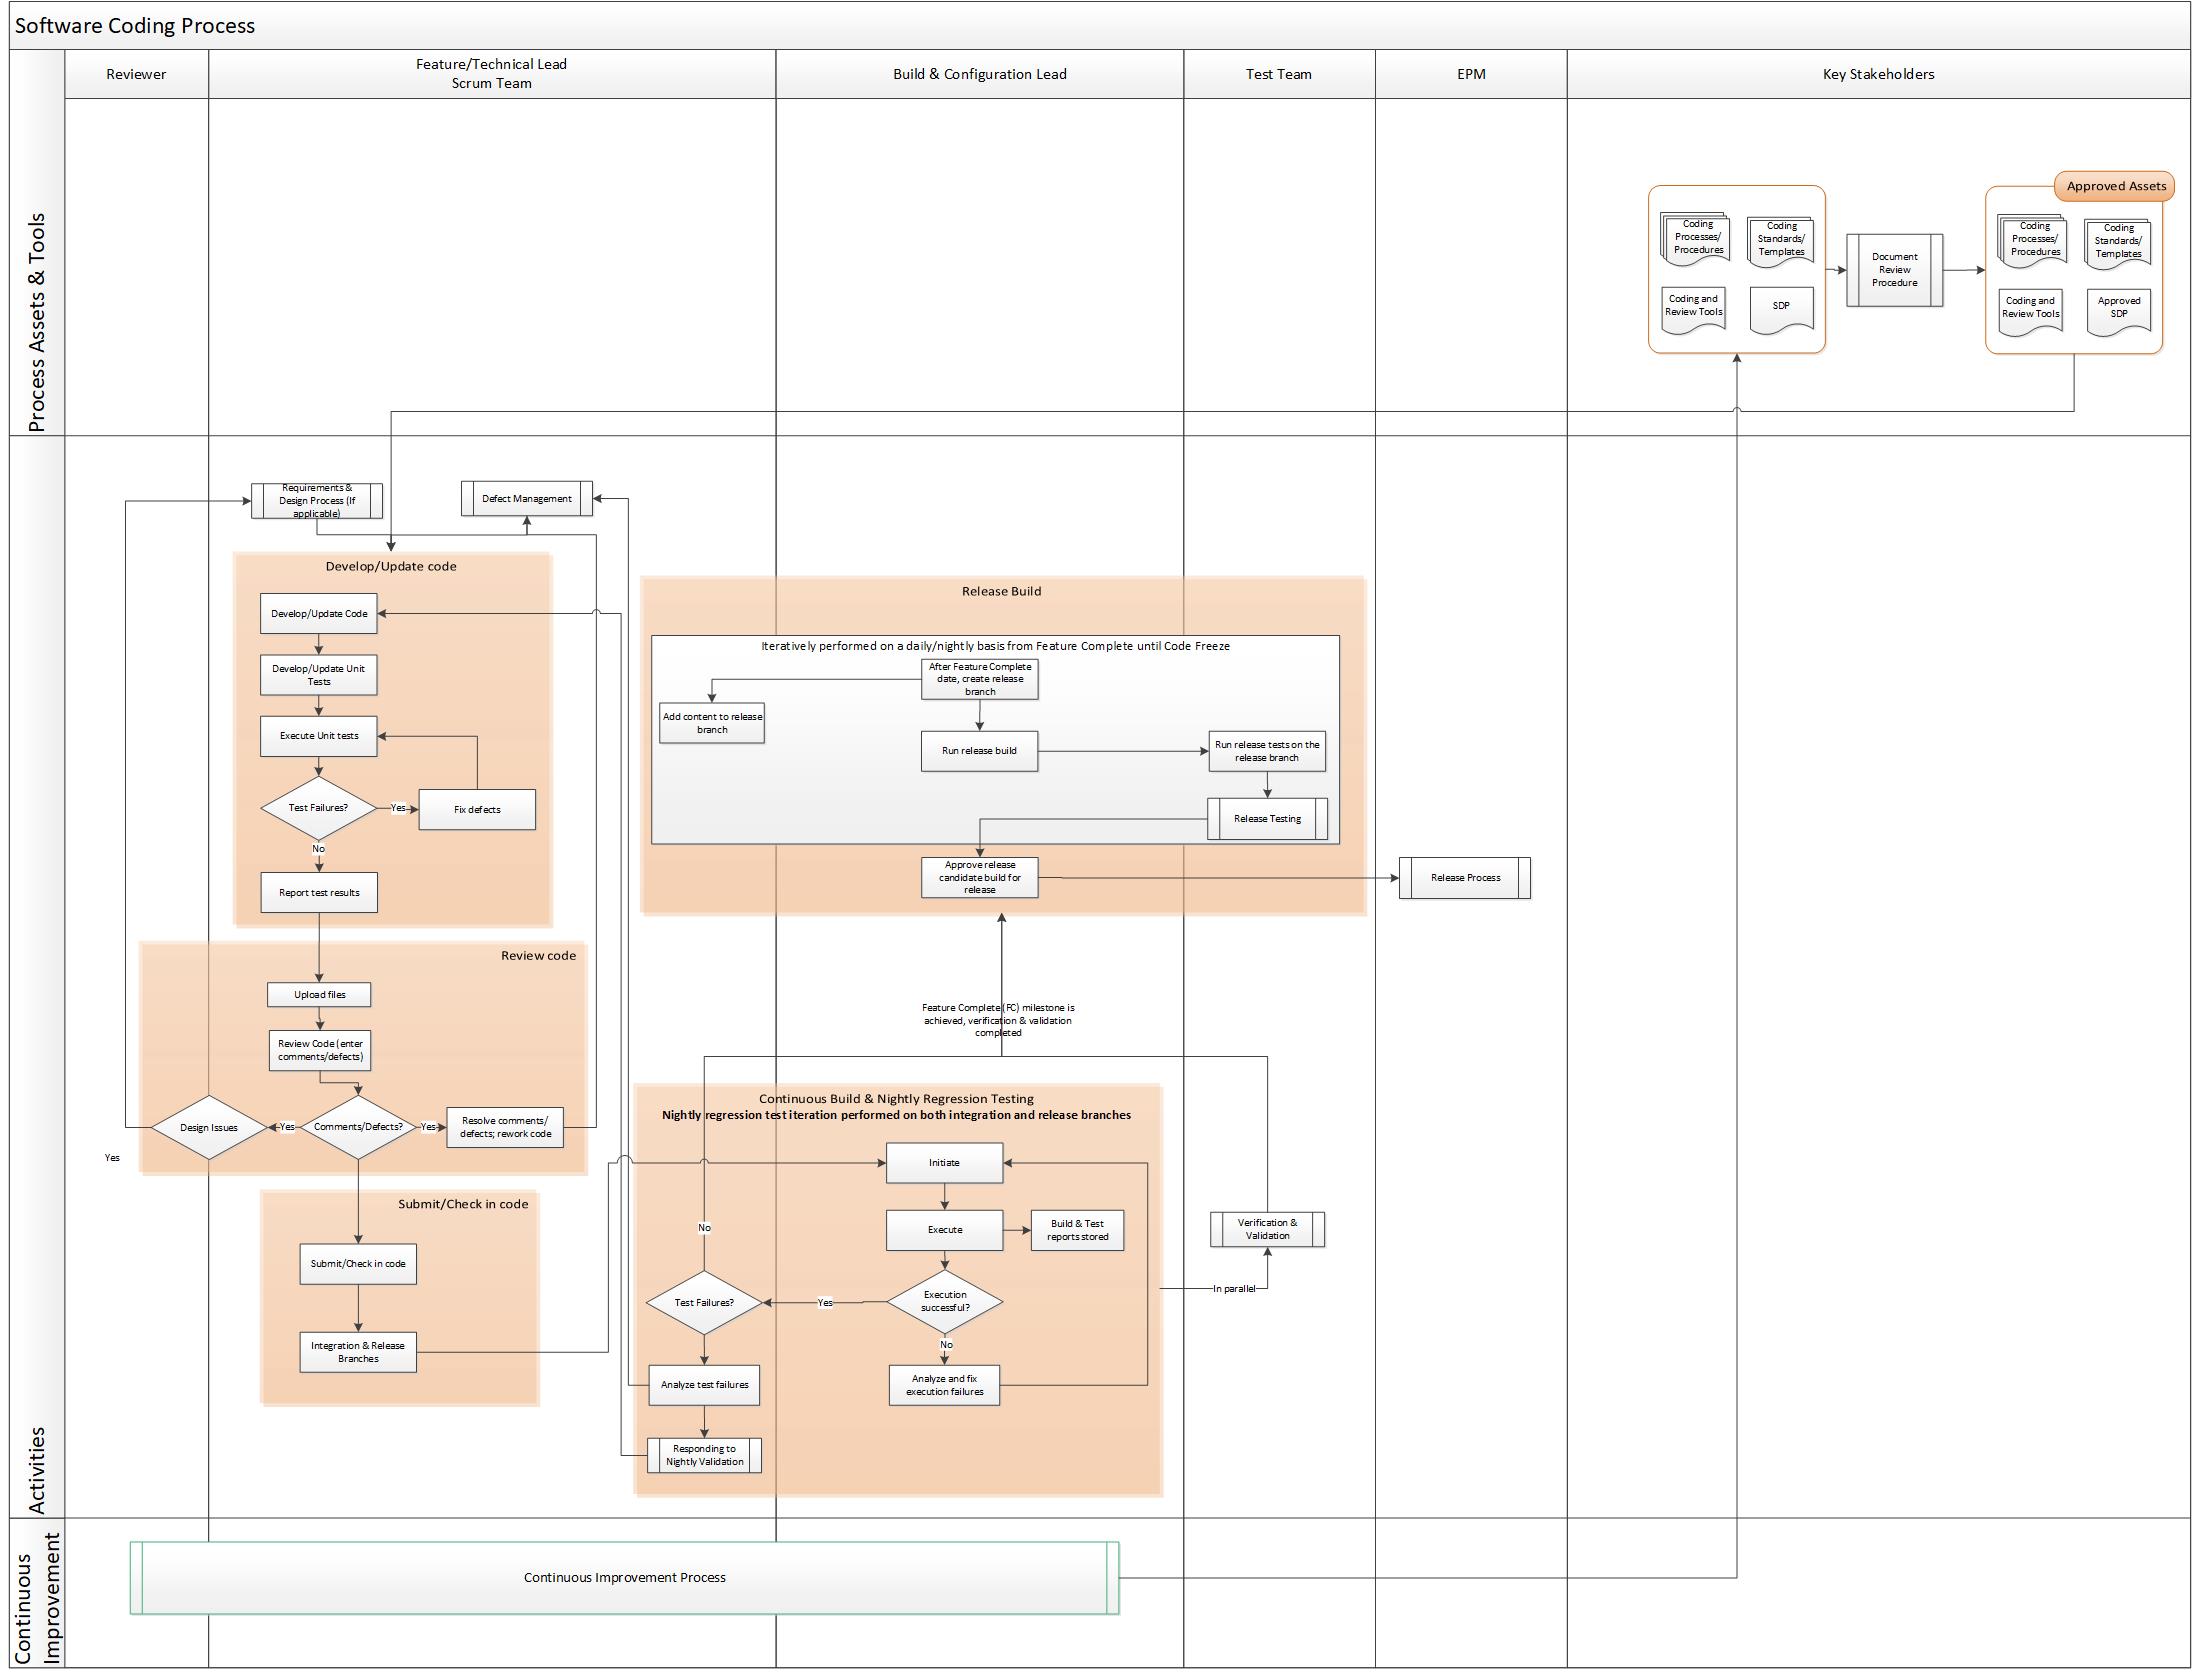 Software Coding Process
Reviewer
Feature/Technical Lead
Scrum Team
Build & Configuration Lead
Test Team
EPM
Key Stakeholders
Process Assets & Tools
Coding
Processes/
Procedures
Coding
Standards/
Templates
Coding and
Review Tools
SDP
Document
Review
Procedure
Approved Assets
Coding
Processes/
Procedures
Coding
Standards/
Templates
Coding and
Review Tools
Approved
SDP
Activities
Requirements &
Design Process (If
applicable)
Defect Management
Develop/Update code
Develop/Update Code
Develop/Update Unit
Tests
Execute Unit tests
Test Failures?
Yes
Fix defects
No
Report test results
Review code
Upload files
Review Code (enter
comments/defects)
Design Issues
Yes
Comments/Defects?
Yes
Resolve comments/
defects; rework code
Yes
Submit/Check in code
Submit/Check in code
Integration & Release
Branches
Release Build
Iteratively performed on a daily/nightly basis from Feature Complete until Code Freeze
After Feature Complete
date, create release
branch
Add content to release
branch
Run release build
Run release tests on the
release branch
Release Testing
Approve release
candidate build for
release
Release Process
Feature Complete (FC) milestone is
achieved, verification & validation
completed
Continuous Build & Nightly Regression Testing
Nightly regression test iteration performed on both integration and release branches
Initiate
Execute
Build & Test
reports stored
No
Test Failures?
Yes
Execution
successful?
No
Analyze test failures
Analyze and fix
execution failures
Responding to
Nightly Validation
Verification &
Validation
In parallel
Continuous
Improvement
Continuous Improvement Process